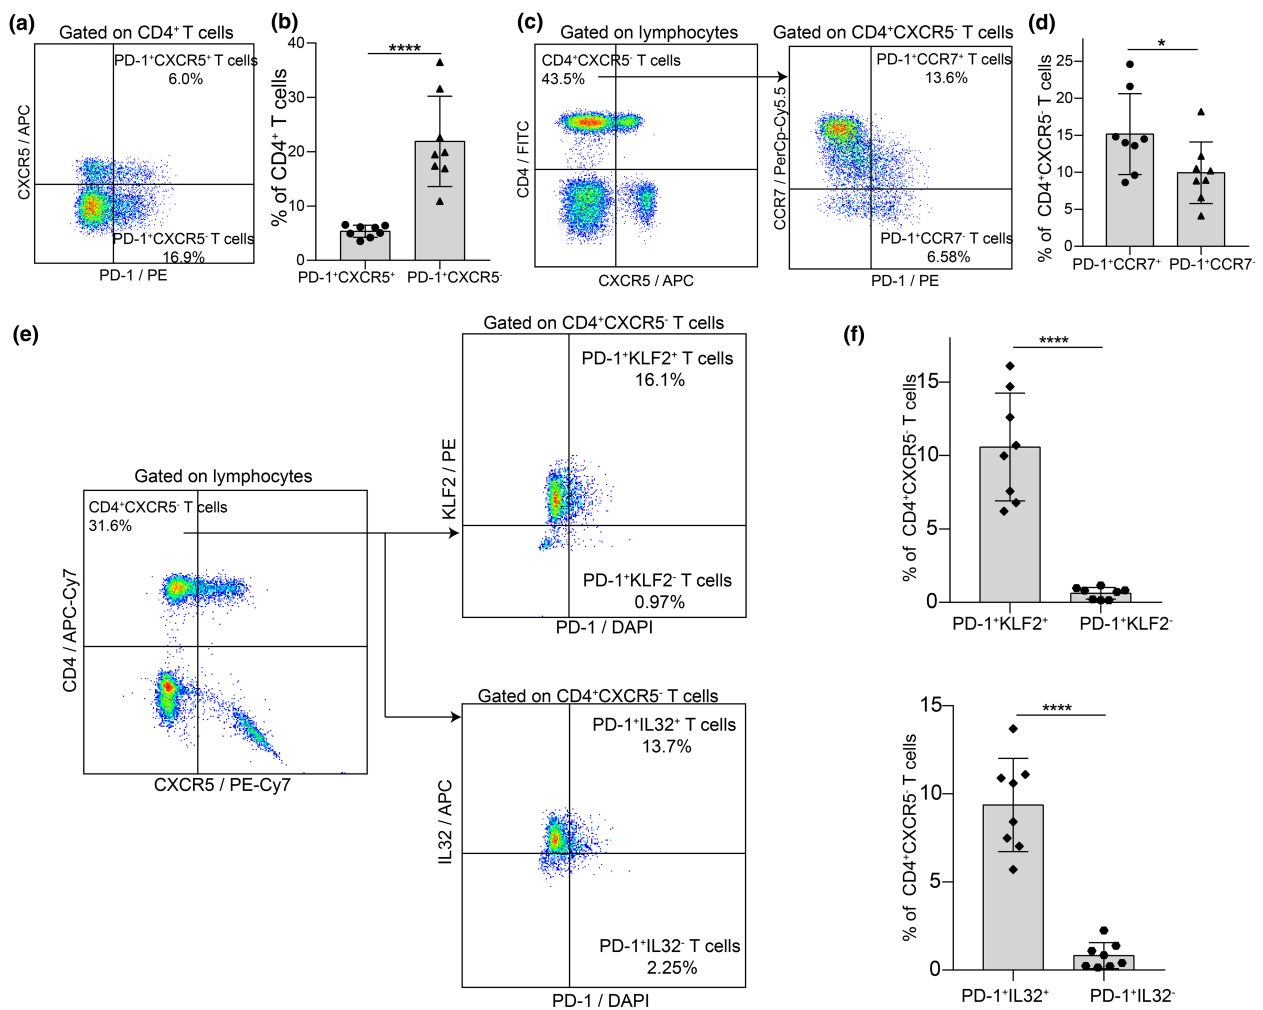 (a)
Gated on CD4⁺ T cells
PD-1⁺CXCR5⁺ T cells
6.0%
CXCR5 / APC
PD-1⁺CXCR5⁻ T cells
16.9%
PD-1 / PE
(b)
% of CD4⁺ T cells
40
30
20
10
0
****
PD-1⁺CXCR5⁺
PD-1⁺CXCR5⁻
(c)
Gated on lymphocytes
CD4⁺CXCR5⁻ T cells
43.5%
CD4 / FITC
CXCR5 / APC
Gated on CD4⁺CXCR5⁻ T cells
PD-1⁺CCR7⁺ T cells
13.6%
CCR7 / PerCp-Cy5.5
PD-1⁺CCR7⁻ T cells
6.58%
PD-1 / PE
(d)
% of CD4⁺CXCR5⁻ T cells
25
20
15
10
5
0
*
PD-1⁺CCR7⁺
PD-1⁺CCR7⁻
(e)
Gated on lymphocytes
CD4⁺CXCR5⁻ T cells
31.6%
CD4 / APC-Cy7
CXCR5 / PE-Cy7
Gated on CD4⁺CXCR5⁻ T cells
PD-1⁺KLF2⁺ T cells
16.1%
KLF2 / PE
PD-1⁺KLF2⁻ T cells
0.97%
PD-1 / DAPI
Gated on CD4⁺CXCR5⁻ T cells
PD-1⁺IL32⁺ T cells
13.7%
IL32 / APC
PD-1⁺IL32⁻ T cells
2.25%
PD-1 / DAPI
(f)
% of CD4⁺CXCR5⁻ T cells
15
10
5
0
****
PD-1⁺KLF2⁺
PD-1⁺KLF2⁻
% of CD4⁺CXCR5⁻ T cells
15
10
5
0
****
PD-1⁺IL32⁺
PD-1⁺IL32⁻